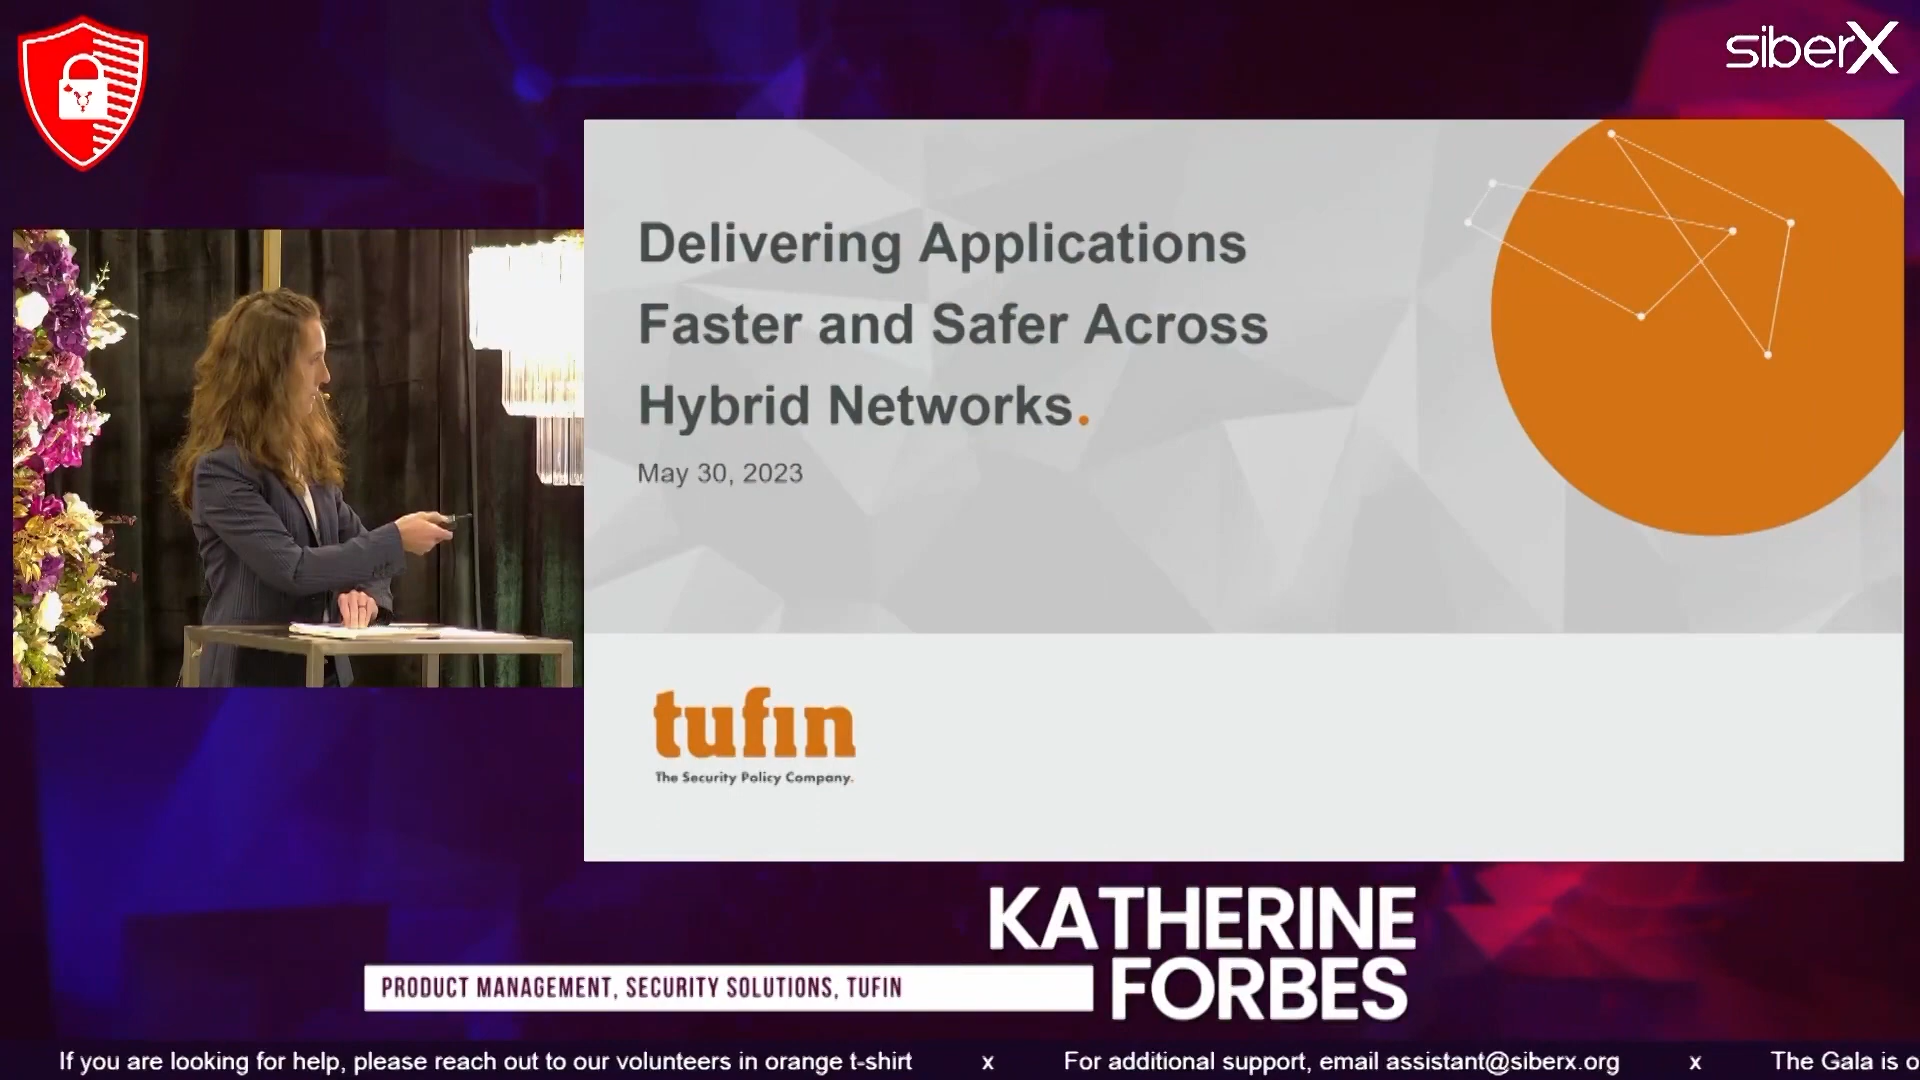 siberX
Delivering Applications
Faster and Safer Across
Hybrid Networks.
May 30, 2023
tufin
The Security Policy Company.
KATHERINE
FORBES
PRODUCT MANAGEMENT, SECURITY SOLUTIONS, TUFIN
If you are looking for help, please reach out to our volunteers in orange t-shirt x For additional support, email assistant@siberx.org x The Gala is o